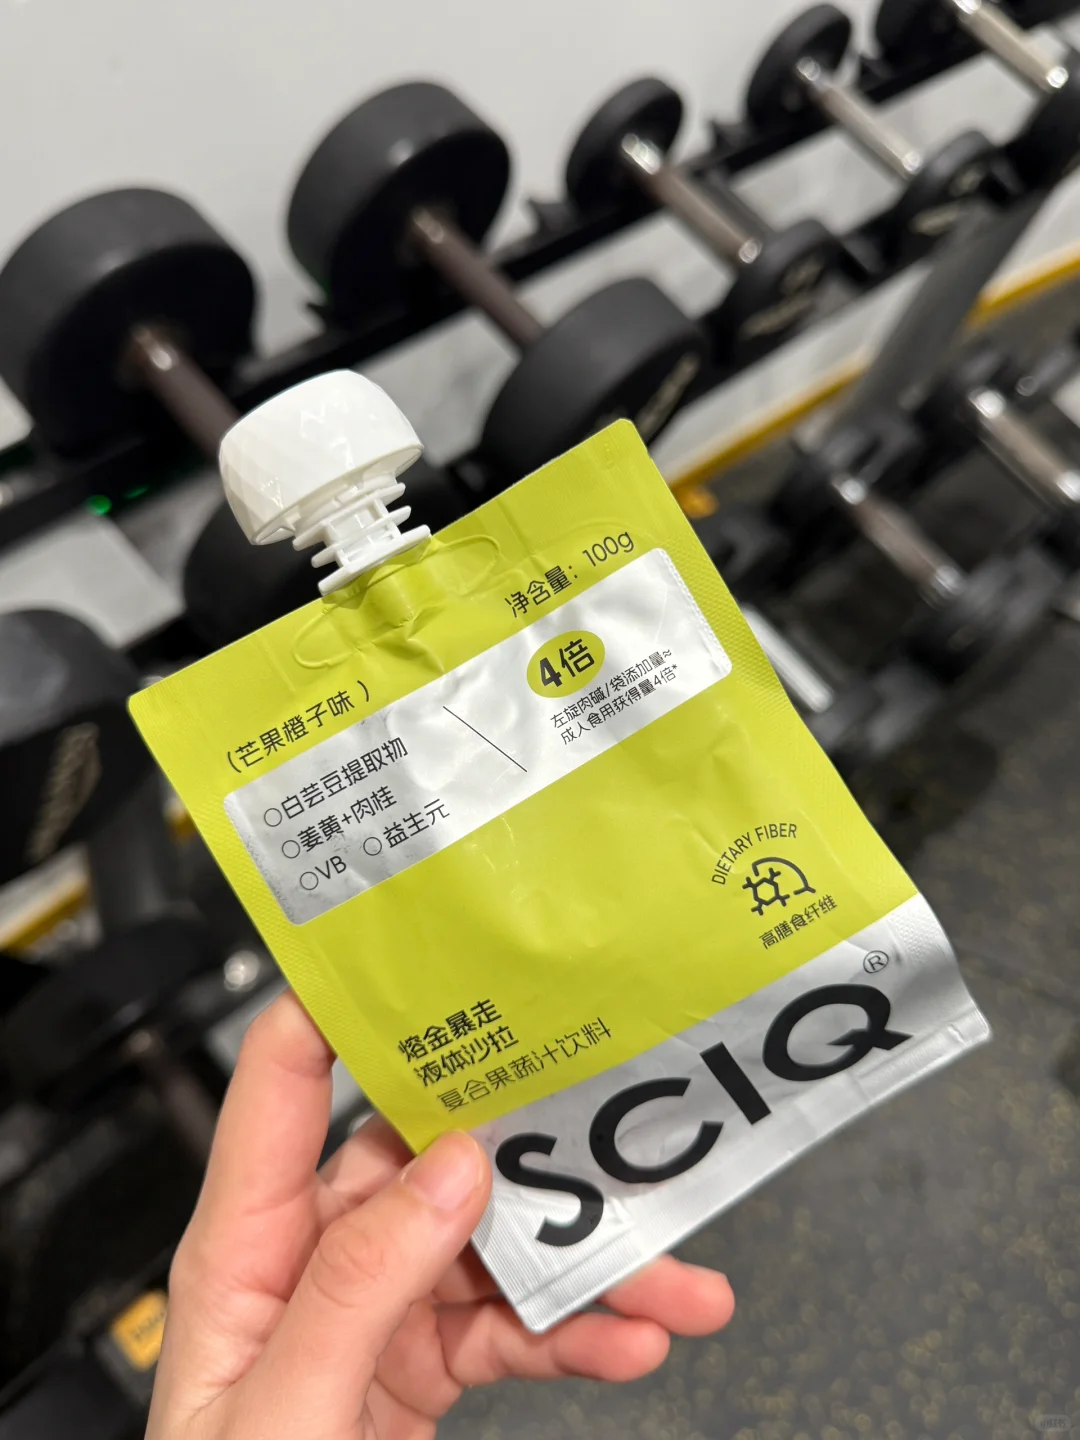 净含量：100g
(芒果橙子味)
4倍
左旋肉碱/袋添加量≈
成人食用获得量4倍*
○白芸豆提取物
○姜黄+肉桂
○VB ○益生元
DIETARY FIBER
高膳食纤维
熔金暴走
液体沙拉
复合果蔬汁饮料
SCIQ®